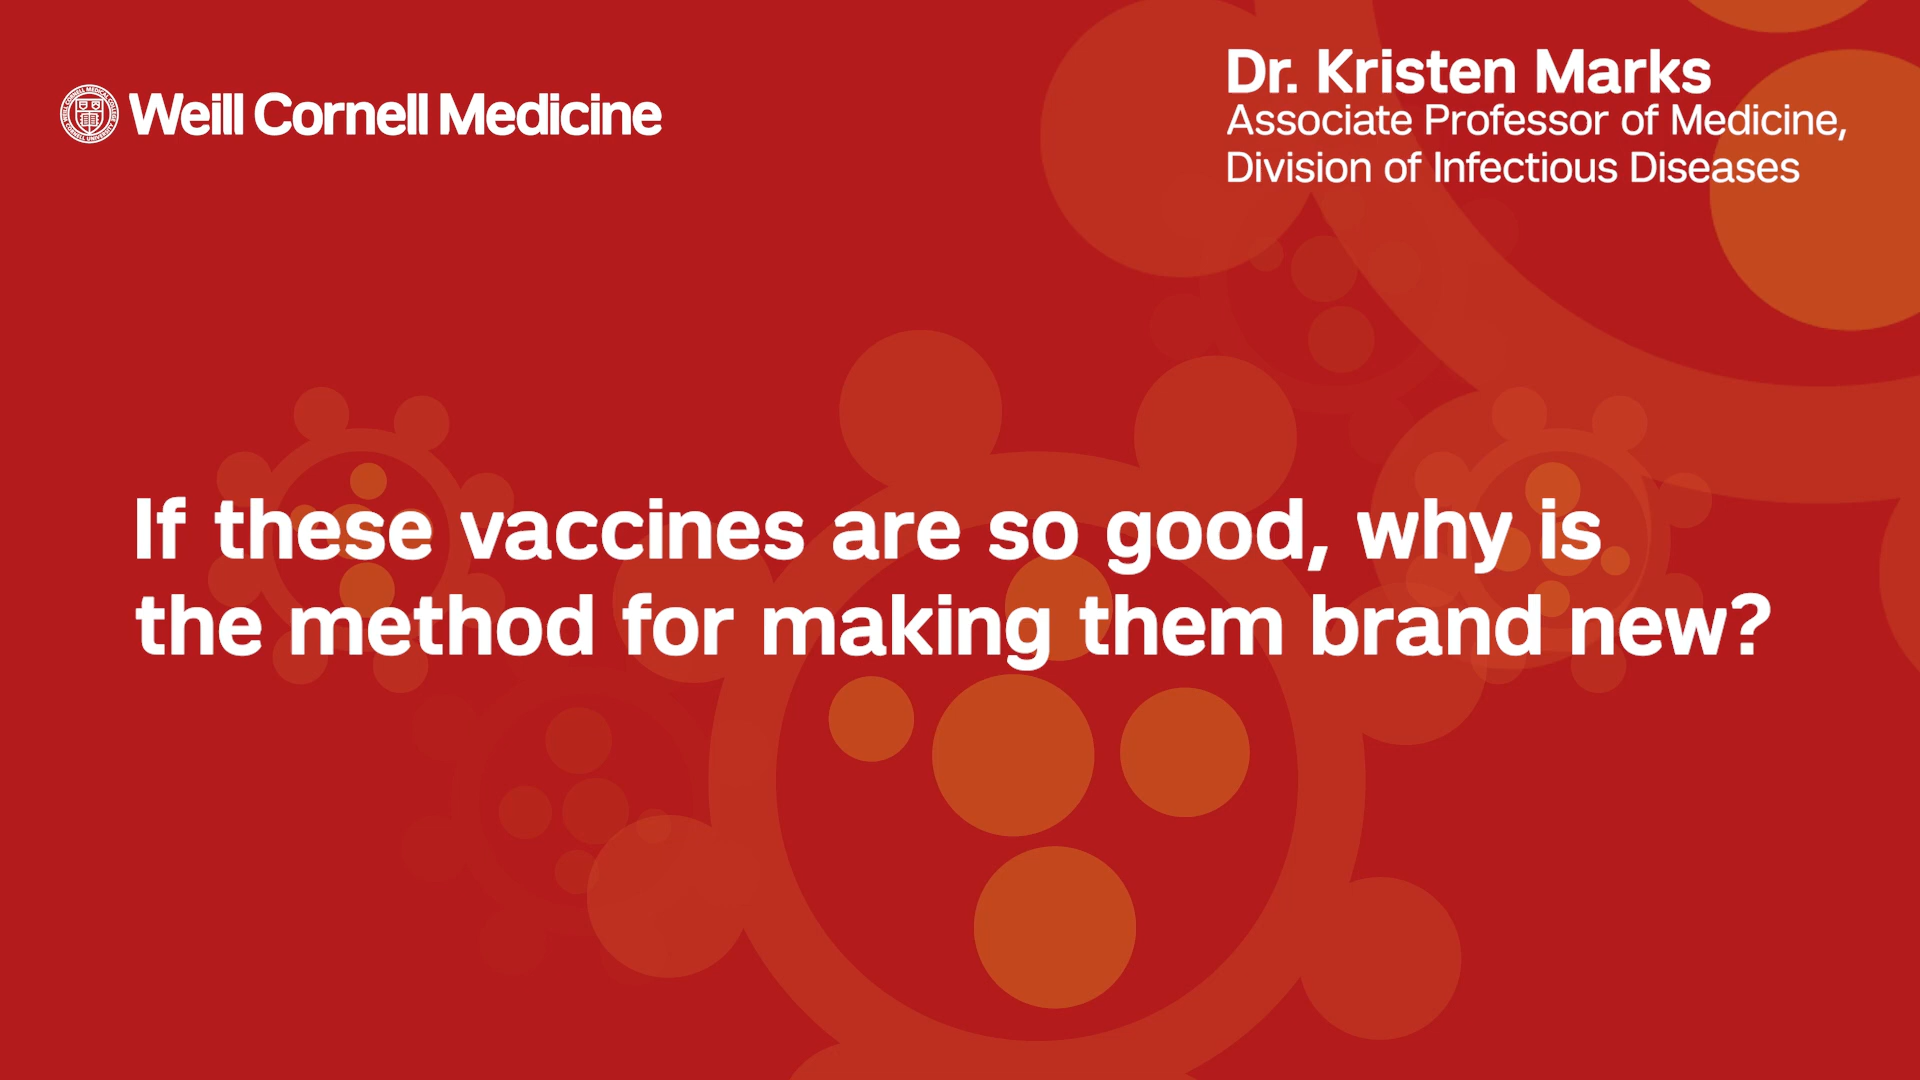 Weill Cornell Medicine
Dr. Kristen Marks
Associate Professor of Medicine,
Division of Infectious Diseases
If these vaccines are so good, why is
the method for making them brand new?